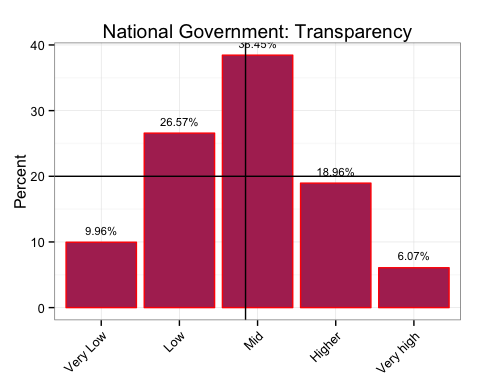 National Government: Transparency
40
38.45%
30
26.57%
20
18.96%
10
9.96%
6.07%
0
Percent
Very Low
Low
Mid
Higher
Very high